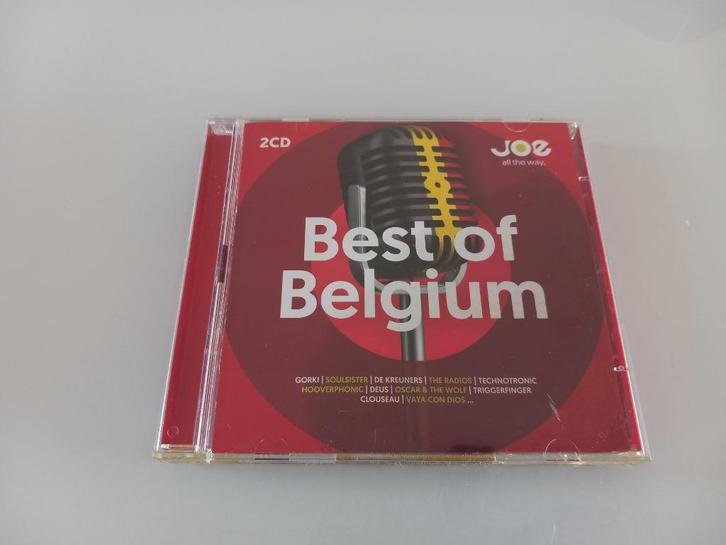 2CD
JOE
all the way.
Best of
Belgium
GORKI | SOULSISTER | DE KREUNERS | THE RADIOS | TECHNOTRONIC
HOOVERPHONIC | DEUS | OSCAR & THE WOLF | TRIGGERFINGER
CLOUSEAU | VAYA CON DIOS ...